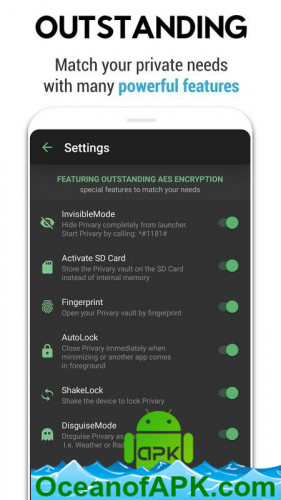 OUTSTANDING
Match your private needs
with many powerful features
Settings
FEATURING OUTSTANDING AES ENCRYPTION
special features to match your needs
InvisibleMode
Hide Privary completely from launcher.
Start Privary by calling: *#1181#
Activate SD Card
Store the Privary vault on the SD Card
instead of internal memory
Fingerprint
Open your Privary vault by fingerprint
AutoLock
Close Privary immediately when
minimizing or another app comes
in foreground
ShakeLock
Shake the device to lock Privary
DisguiseMode
Disguise Privary as
i.e. Weather or
APK
OceanofAPK.com